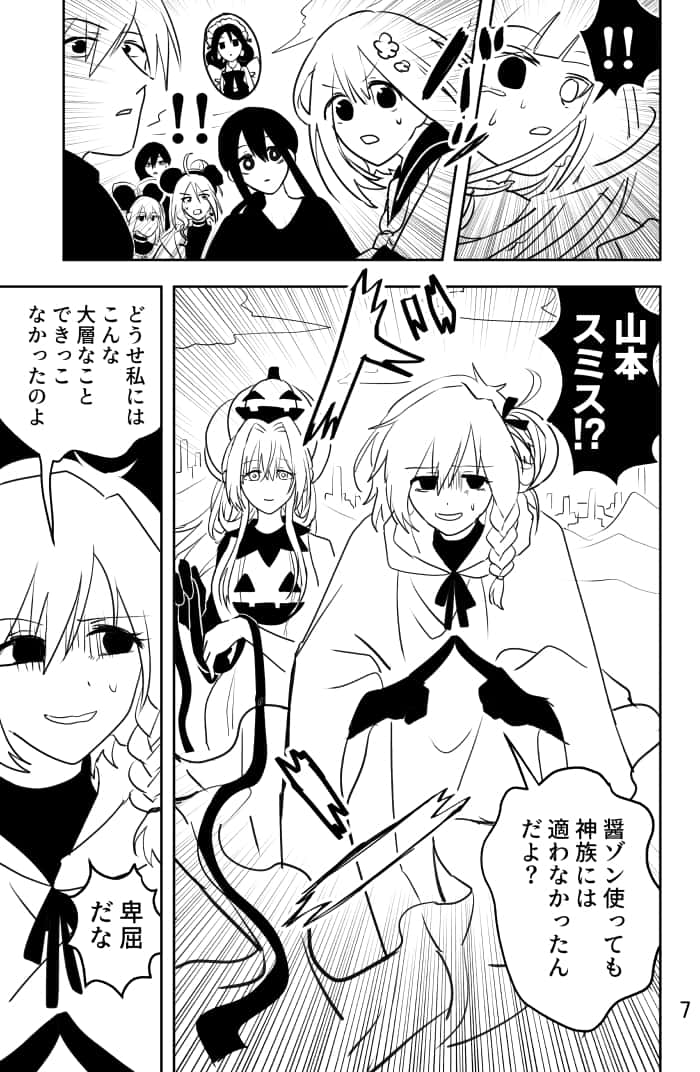 !!
!!
山本
スミス!?
醤ゾン使っても
神族には
適わなかったん
だよ?
どうせ私には
こんな
大層なこと
できっこ
なかったのよ
卑屈
だな
7